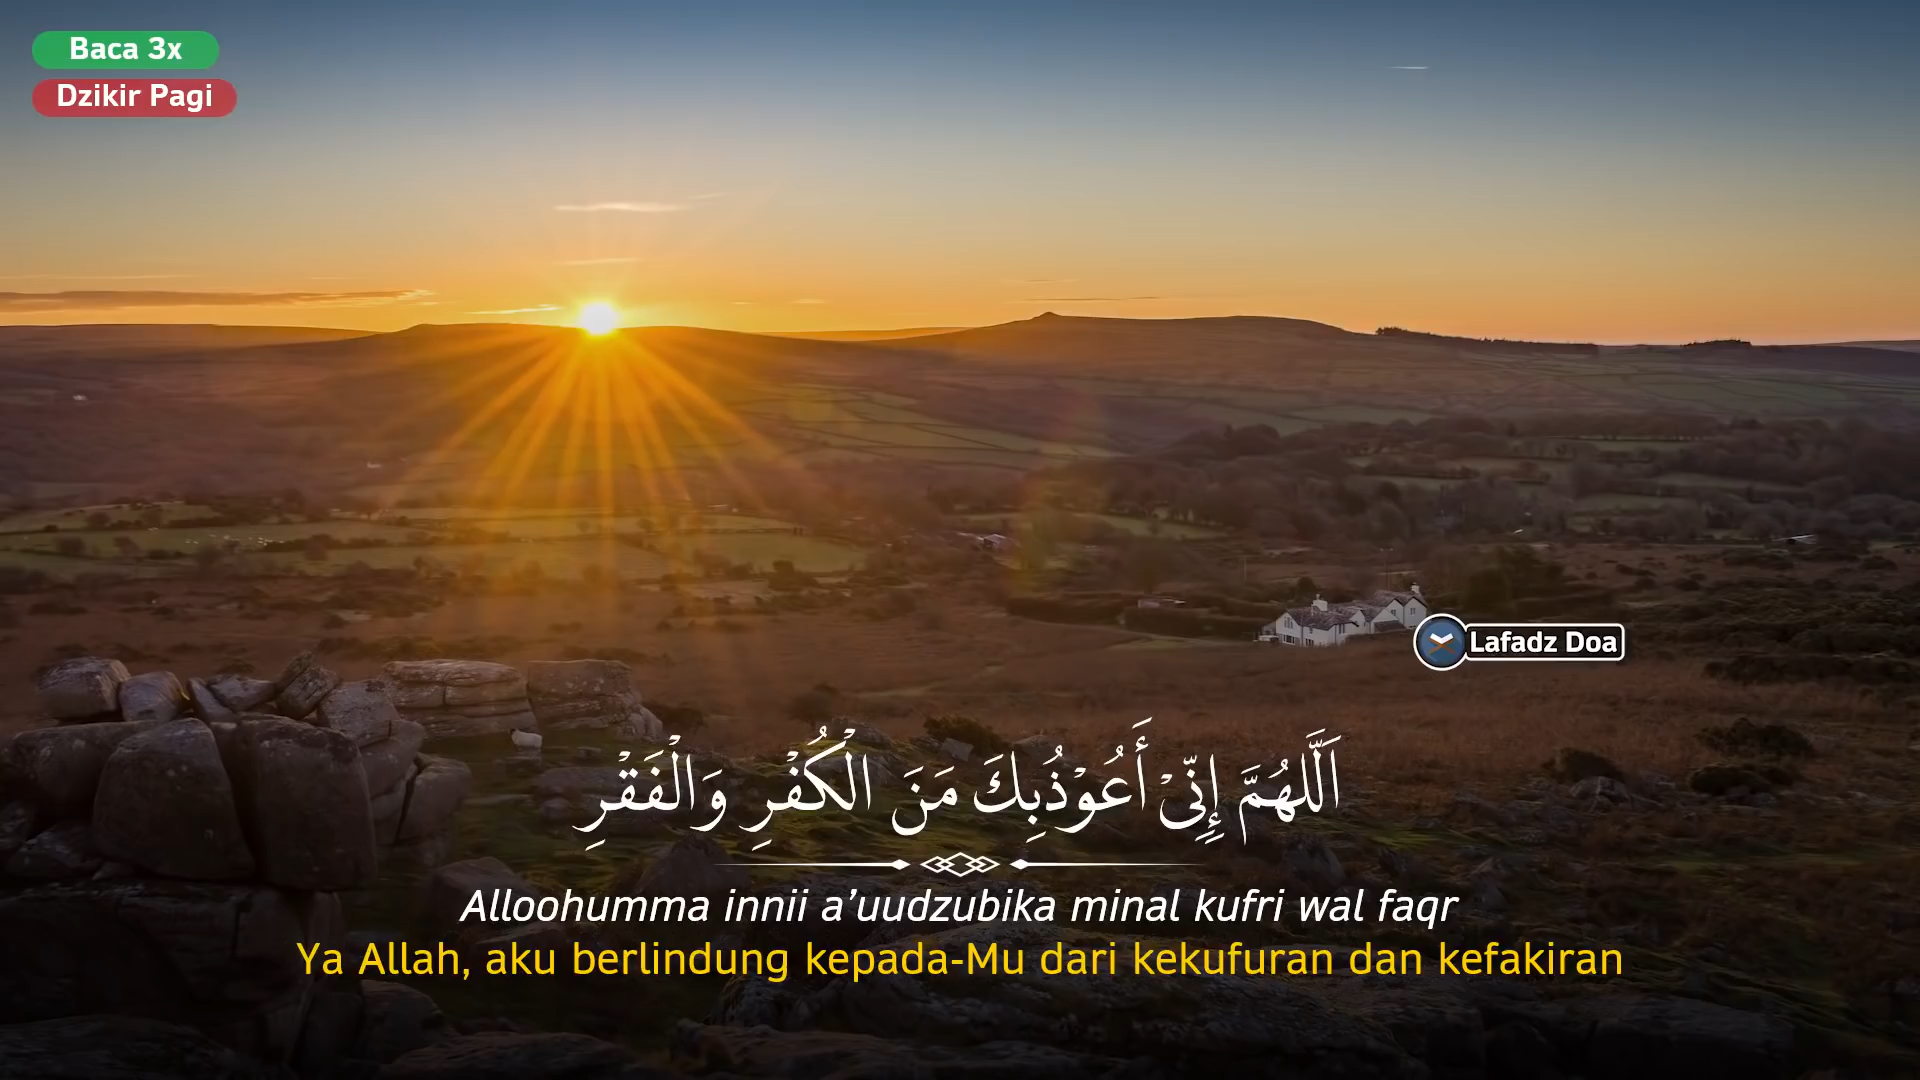 Baca 3x
Dzikir Pagi
Lafadz Doa
اَللَّهُمَّ إِنِّيْ أَعُوْذُبِكَ مَنَ الْكُفْرِ وَالْفَقْرِ
Alloohumma innii a’uudzubika minal kufri wal faqr
Ya Allah, aku berlindung kepada-Mu dari kekufuran dan kefakiran